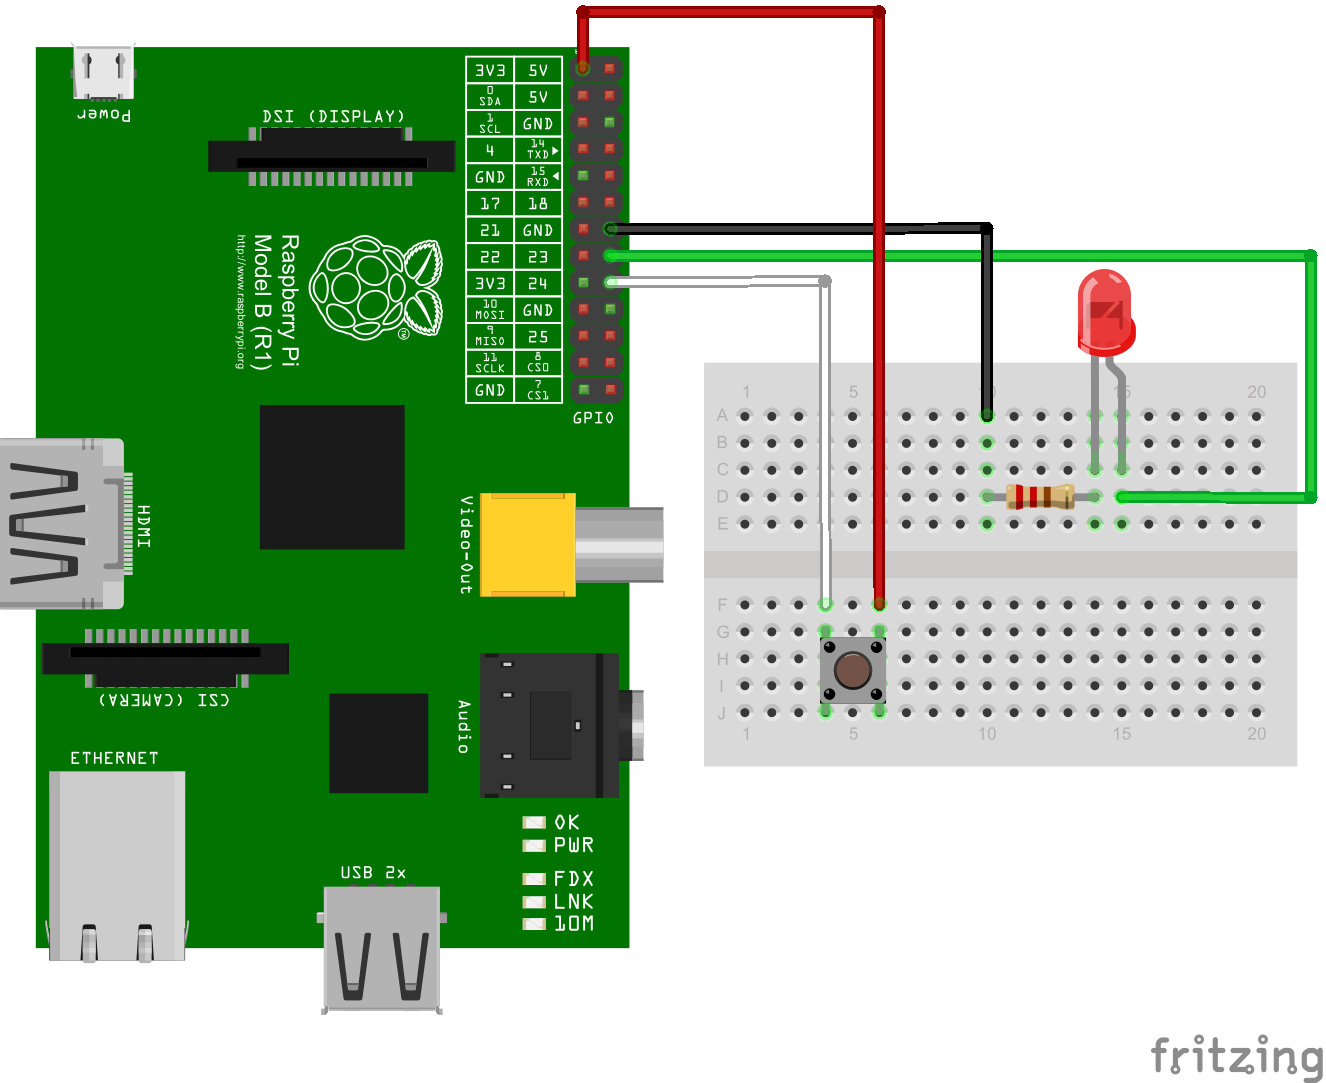 Power
DSI (DISPLAY)
3V3 5V
0 SDA 5V
1 SCL GND
4 14 TXD
GND 15 RXD
17 18
21 GND
22 23
3V3 24
10 MOSI GND
9 MISO 25
11 SCLK 8 CS0
GND 7 CS1
GPIO
Raspberry Pi
Model B (R1)
http://www.raspberrypi.org
TM
HDMI
Video-Out
CSI (CAMERA)
Audio
ETHERNET
USB 2x
OK
PWR
FDX
LNK
10M
1 5 10 15 20
A
B
C
D
E
F
G
H
I
J
1 5 10 15 20
fritzing